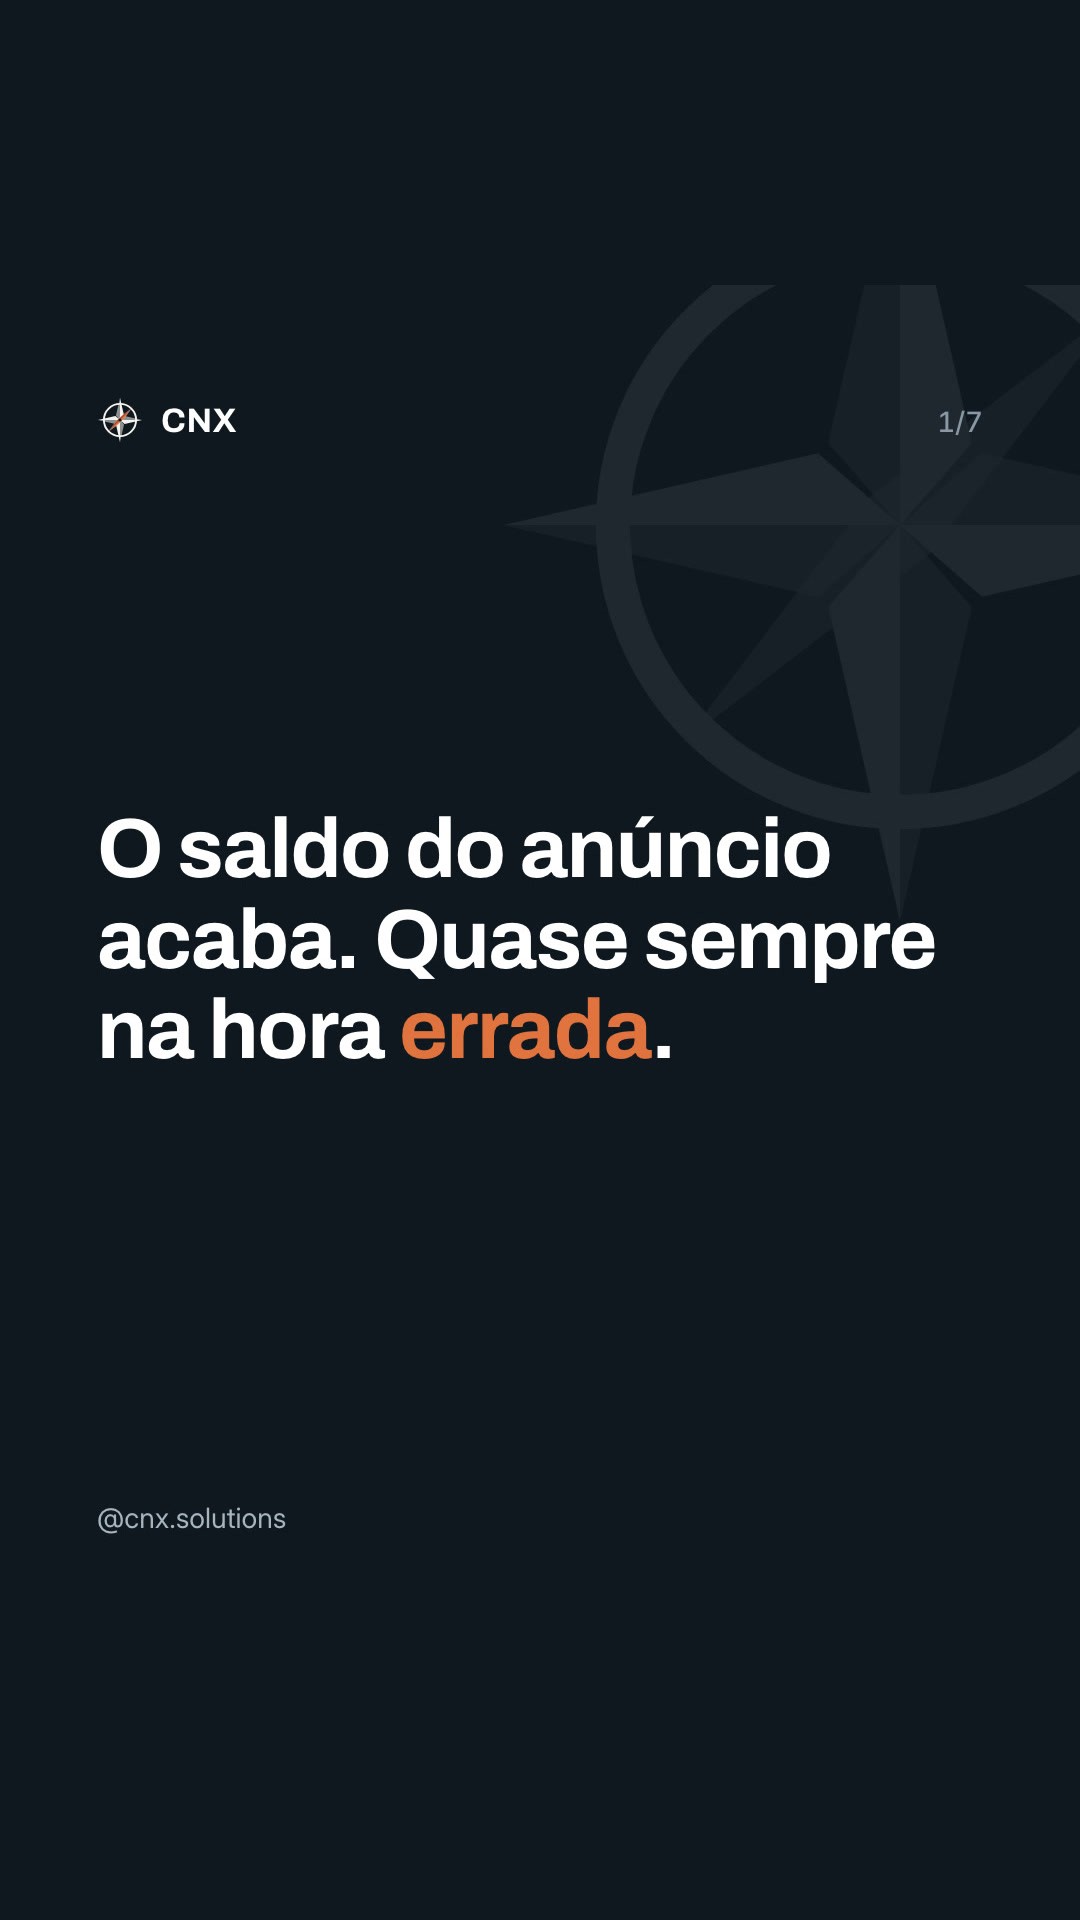 CNX
1/7
O saldo do anúncio
acaba. Quase sempre
na hora errada.
@cnx.solutions